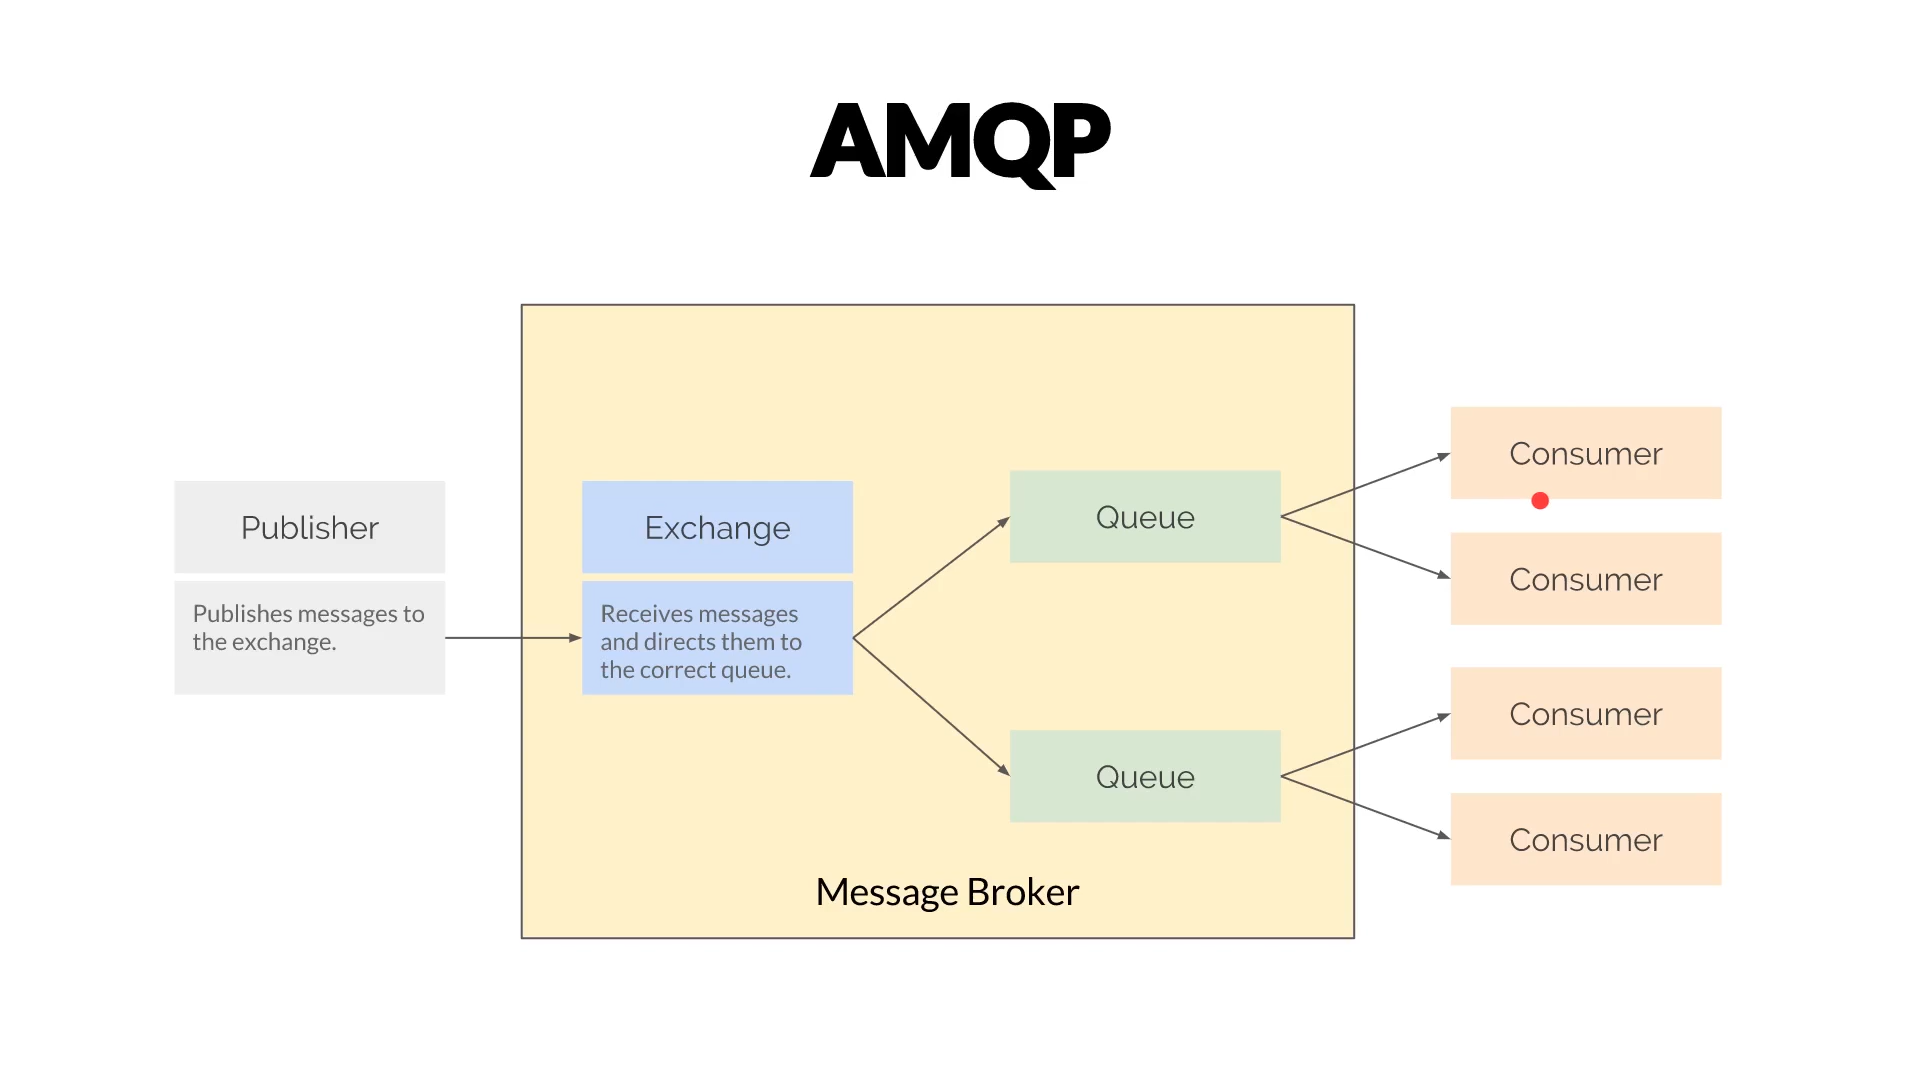 AMQP
Publisher
Publishes messages to
the exchange.
Exchange
Receives messages
and directs them to
the correct queue.
Queue
Queue
Message Broker
Consumer
Consumer
Consumer
Consumer